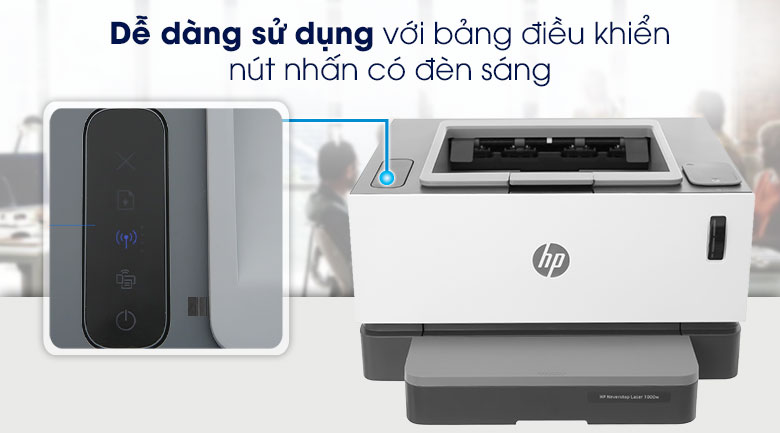 Dễ dàng sử dụng với bảng điều khiển
nút nhấn có đèn sáng
hp
HP Neverstop Laser 1000w